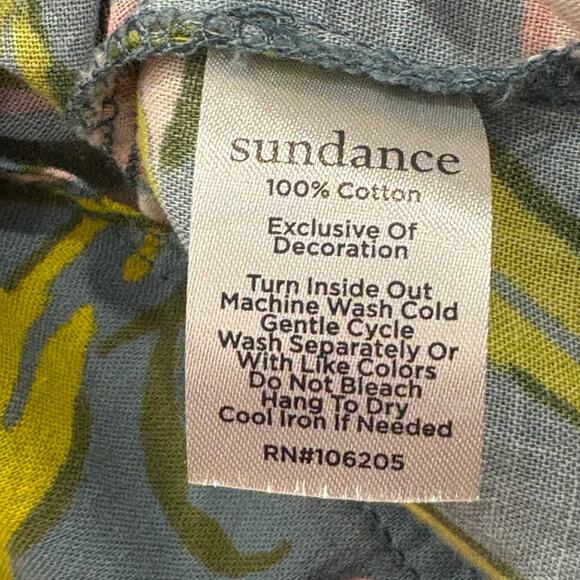 sundance
100% Cotton
Exclusive Of
Decoration
Turn Inside Out
Machine Wash Cold
Gentle Cycle
Wash Separately Or
With Like Colors
Do Not Bleach
Hang To Dry
Cool Iron If Needed
RN#106205